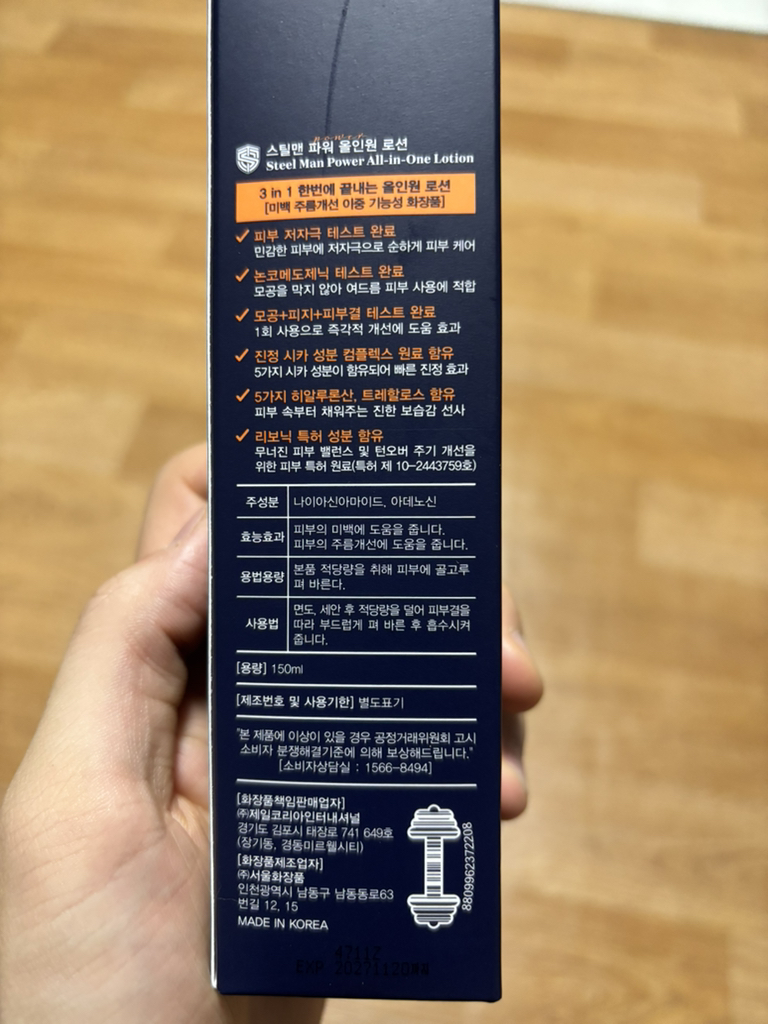 스틸맨 파워 올인원 로션
Steel Man Power All-in-One Lotion
3 in 1 한번에 끝내는 올인원 로션
[미백 주름개선 이중 기능성 화장품]
피부 저자극 테스트 완료
민감한 피부에 저자극으로 순하게 피부 케어
논코메도제닉 테스트 완료
모공을 막지 않아 여드름 피부 사용에 적합
모공+피지+피부결 테스트 완료
1회 사용으로 즉각적 개선에 도움 효과
진정 시카 성분 컴플렉스 원료 함유
5가지 시카 성분이 함유되어 빠른 진정 효과
5가지 히알루론산, 트레할로스 함유
피부 속부터 채워주는 진한 보습감 선사
리보닉 특허 성분 함유
무너진 피부 밸런스 및 턴오버 주기 개선을
위한 피부 특허 원료(특허 제 10-2443759호)
주성분 나이아신아마이드, 아데노신
효능효과 피부의 미백에 도움을 줍니다.
피부의 주름개선에 도움을 줍니다.
용법용량 본품 적당량을 취해 피부에 골고루
펴 바른다.
사용법 면도, 세안 후 적당량을 덜어 피부결을
따라 부드럽게 펴 바른 후 흡수시켜
줍니다.
[용량] 150ml
[제조번호 및 사용기한] 별도표기
"본 제품에 이상이 있을 경우 공정거래위원회 고시
소비자 분쟁해결기준에 의해 보상해드립니다."
[소비자상담실 : 1566-8494]
[화장품책임판매업자]
㈜제일코리아인터내셔널
경기도 김포시 태장로 741 649호
(장기동, 경동미르웰시티)
[화장품제조업자]
㈜서울화장품
인천광역시 남동구 남동동로63
번길 12, 15
MADE IN KOREA
8809962372208
4711Z
EXP 20271120